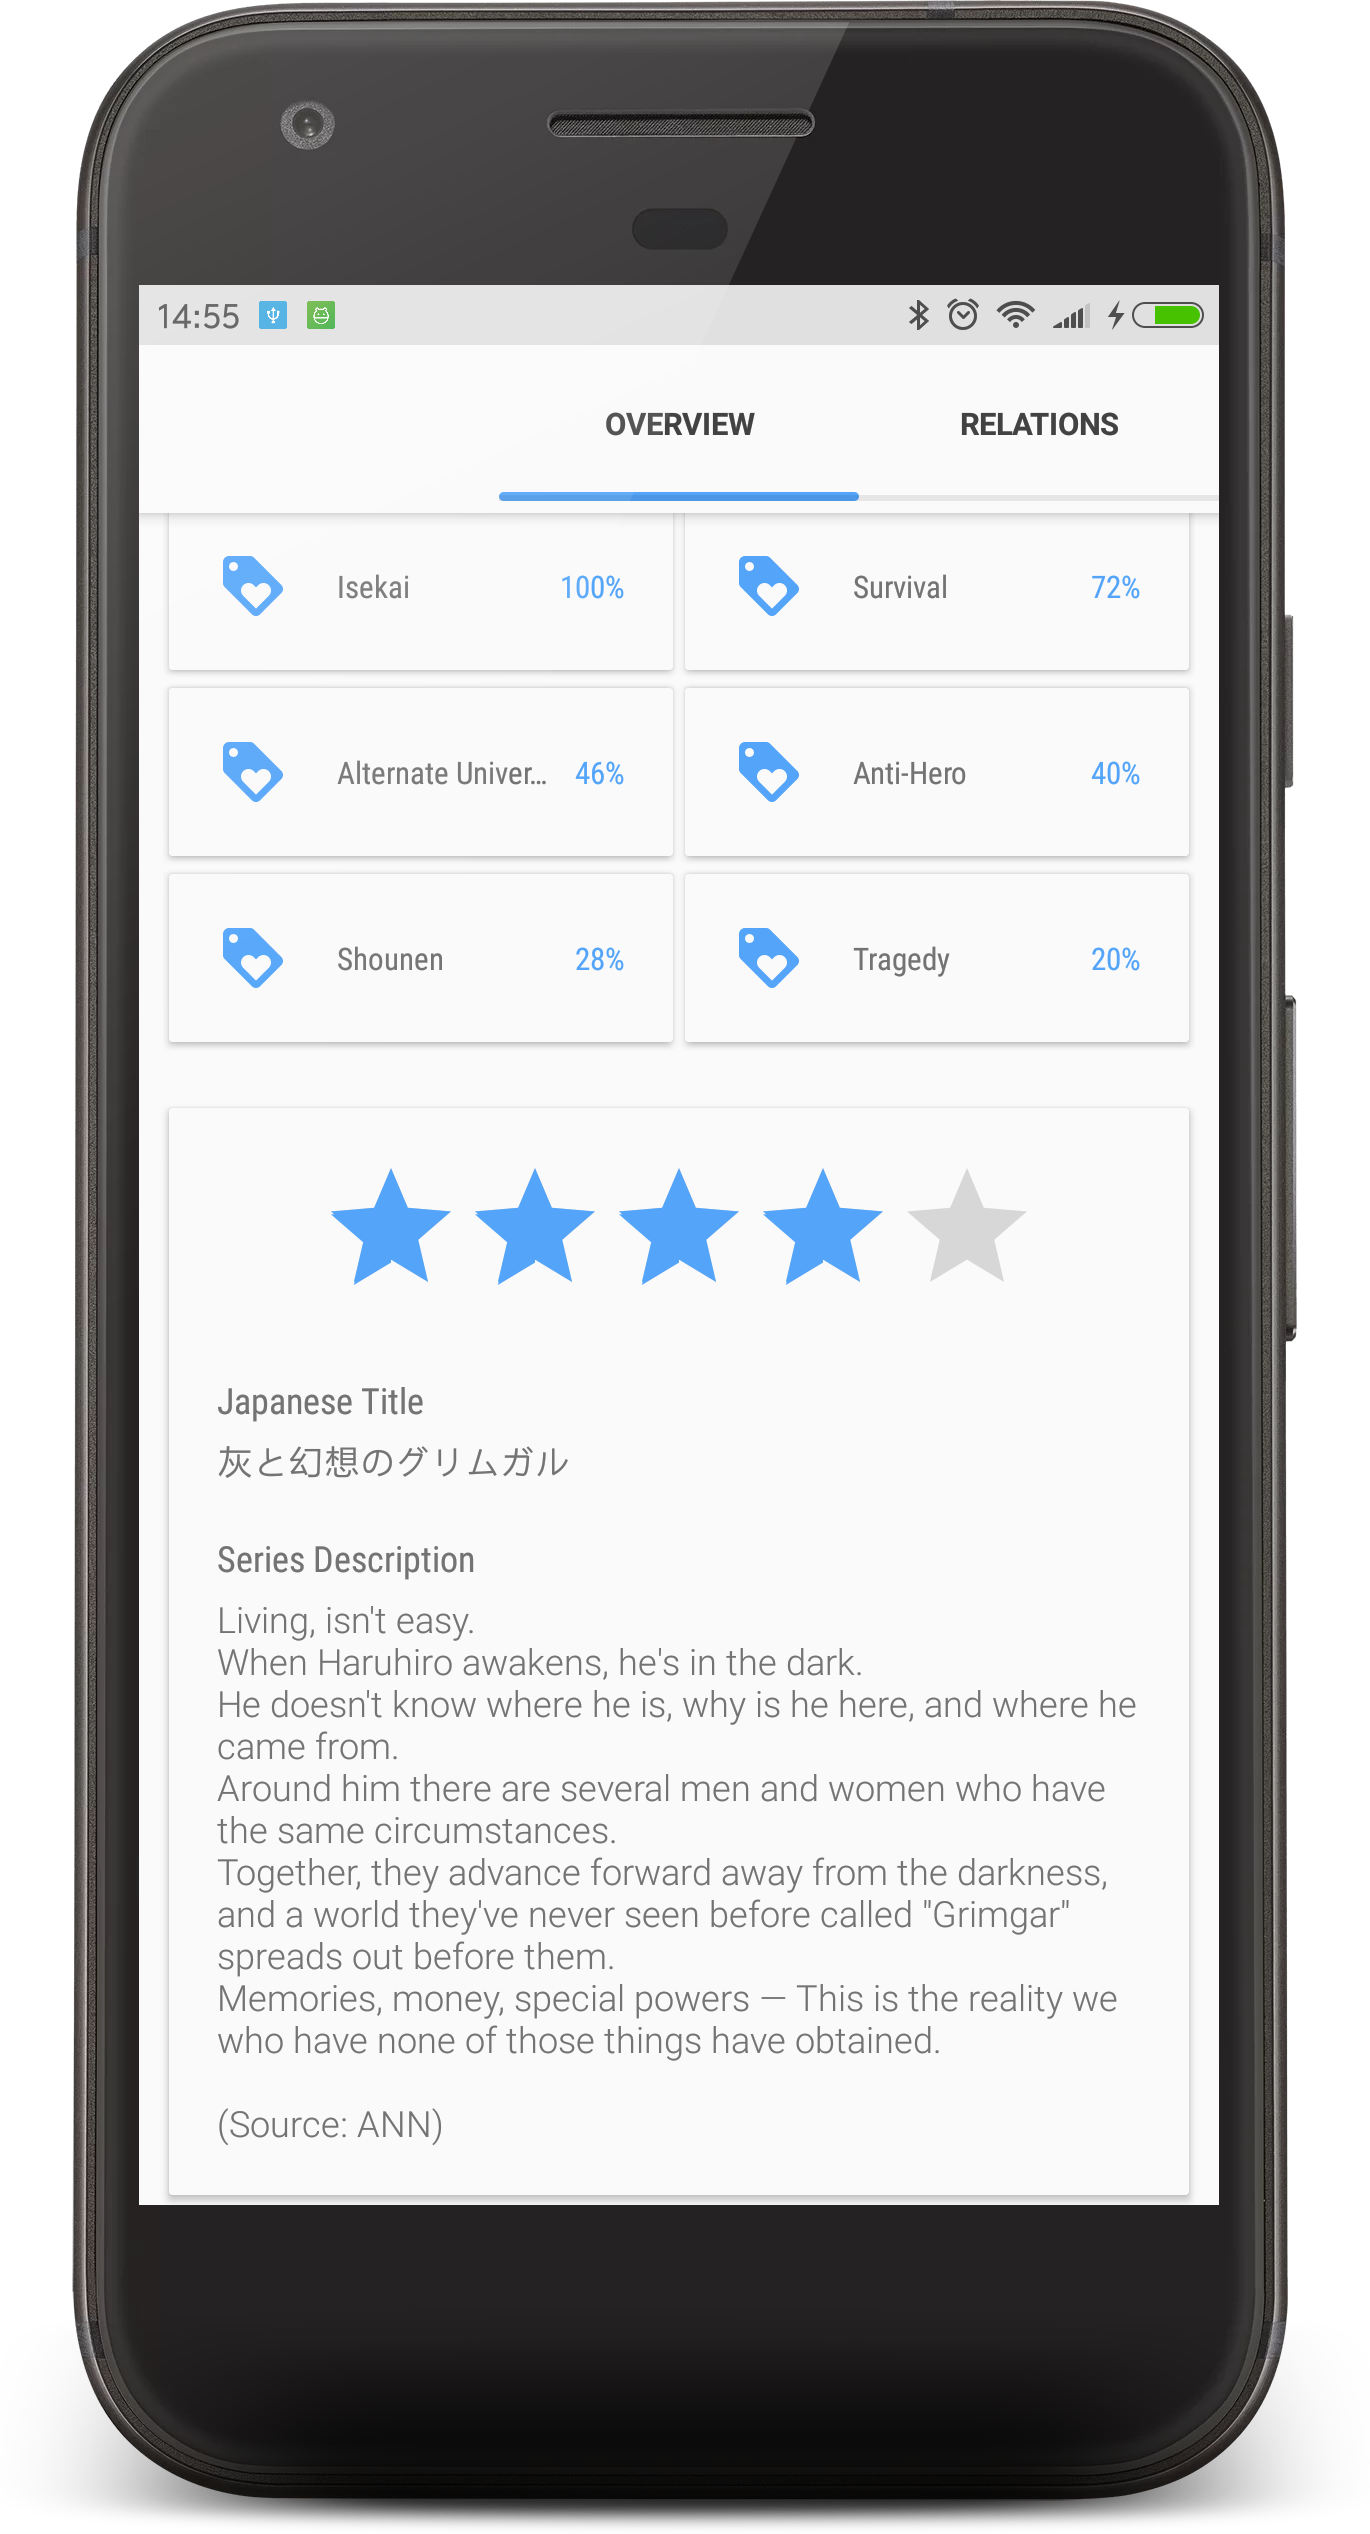 14:55
OVERVIEW RELATIONS
Isekai 100% Survival 72%
Alternate Univer... 46% Anti-Hero 40%
Shounen 28% Tragedy 20%
Japanese Title
灰と幻想のグリムガル
Series Description
Living, isn't easy.
When Haruhiro awakens, he's in the dark.
He doesn't know where he is, why is he here, and where he
came from.
Around him there are several men and women who have
the same circumstances.
Together, they advance forward away from the darkness,
and a world they've never seen before called "Grimgar"
spreads out before them.
Memories, money, special powers — This is the reality we
who have none of those things have obtained.
(Source: ANN)